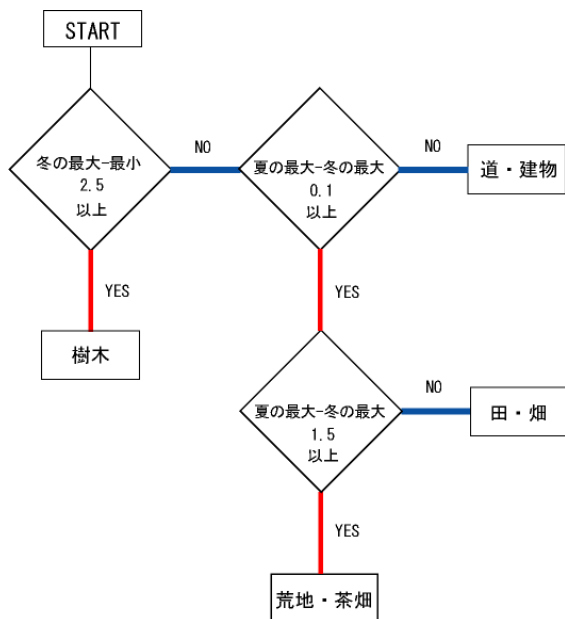 START
冬の最大-最小
2.5
以上
NO
夏の最大-冬の最大
0.1
以上
NO
道・建物
YES
樹木
YES
夏の最大-冬の最大
1.5
以上
NO
田・畑
YES
荒地・茶畑